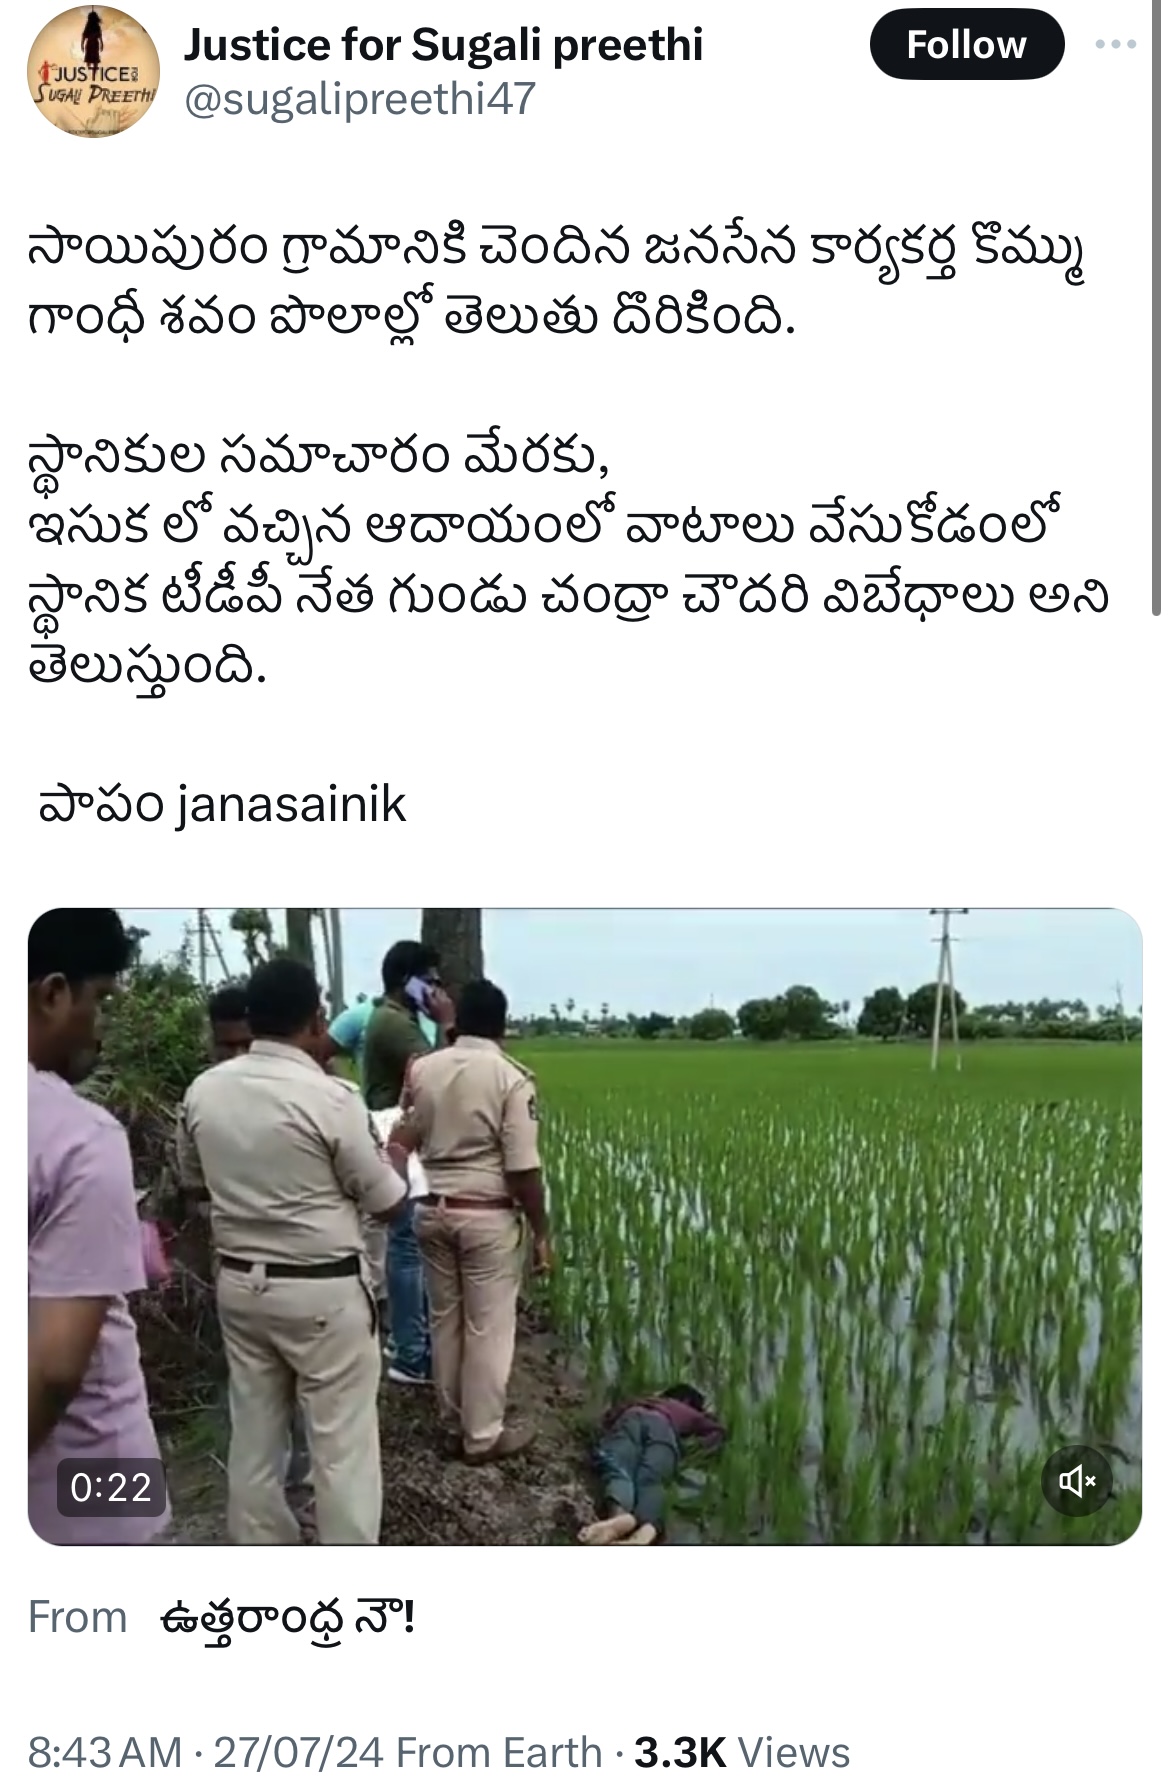 JUSTICE FOR
SUGALI PREETHI
Justice for Sugali preethi
@sugalipreethi47
Follow
సాయిపురం గ్రామానికి చెందిన జనసేన కార్యకర్త కొమ్ము
గాంధీ శవం పొలాల్లో తెలుతు దొరికింది.
స్థానికుల సమాచారం మేరకు,
ఇసుక లో వచ్చిన ఆదాయంలో వాటాలు వేసుకోడంలో
స్థానిక టీడీపీ నేత గుండు చంద్రా చౌదరి విబేధాలు అని
తెలుస్తుంది.
పాపం janasainik
0:22
From ఉత్తరాంధ్ర నౌ!
8:43 AM · 27/07/24 From Earth · 3.3K Views